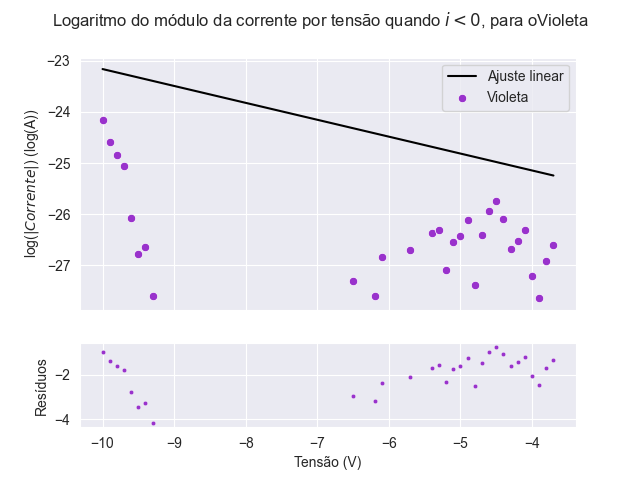 Logaritmo do módulo da corrente por tensão quando i < 0, para oVioleta
−23
−24
−25
−26
−27
log(|Corrente|) (log(A))
Ajuste linear
Violeta
−2
−4
Resíduos
−10
−9
−8
−7
−6
−5
−4
Tensão (V)